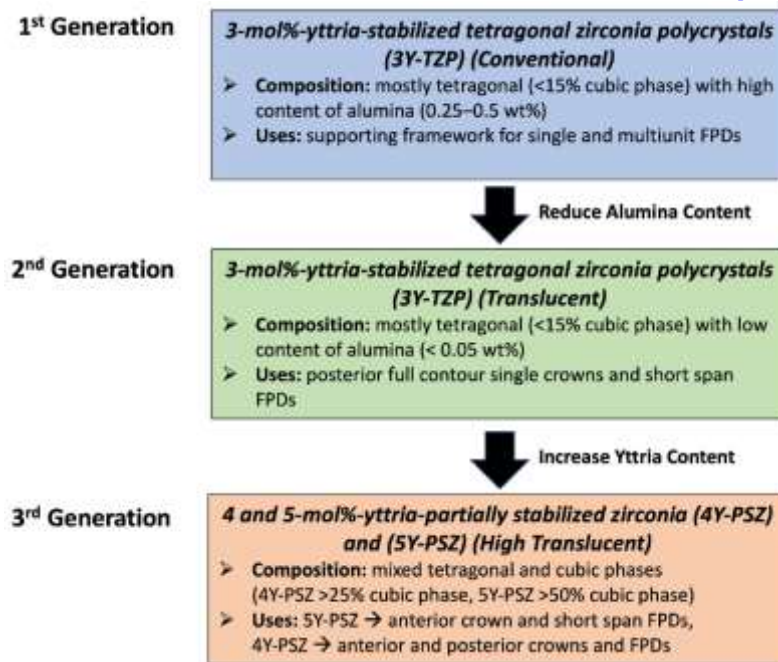 1st Generation
3-mol%-yttria-stabilized tetragonal zirconia polycrystals
(3Y-TZP) (Conventional)
➤ Composition: mostly tetragonal (<15% cubic phase) with high
content of alumina (0.25–0.5 wt%)
➤ Uses: supporting framework for single and multiunit FPDs
Reduce Alumina Content
2nd Generation
3-mol%-yttria-stabilized tetragonal zirconia polycrystals
(3Y-TZP) (Translucent)
➤ Composition: mostly tetragonal (<15% cubic phase) with low
content of alumina (< 0.05 wt%)
➤ Uses: posterior full contour single crowns and short span
FPDs
Increase Yttria Content
3rd Generation
4 and 5-mol%-yttria-partially stabilized zirconia (4Y-PSZ)
and (5Y-PSZ) (High Translucent)
➤ Composition: mixed tetragonal and cubic phases
(4Y-PSZ >25% cubic phase, 5Y-PSZ >50% cubic phase)
➤ Uses: 5Y-PSZ → anterior crown and short span FPDs,
4Y-PSZ → anterior and posterior crowns and FPDs